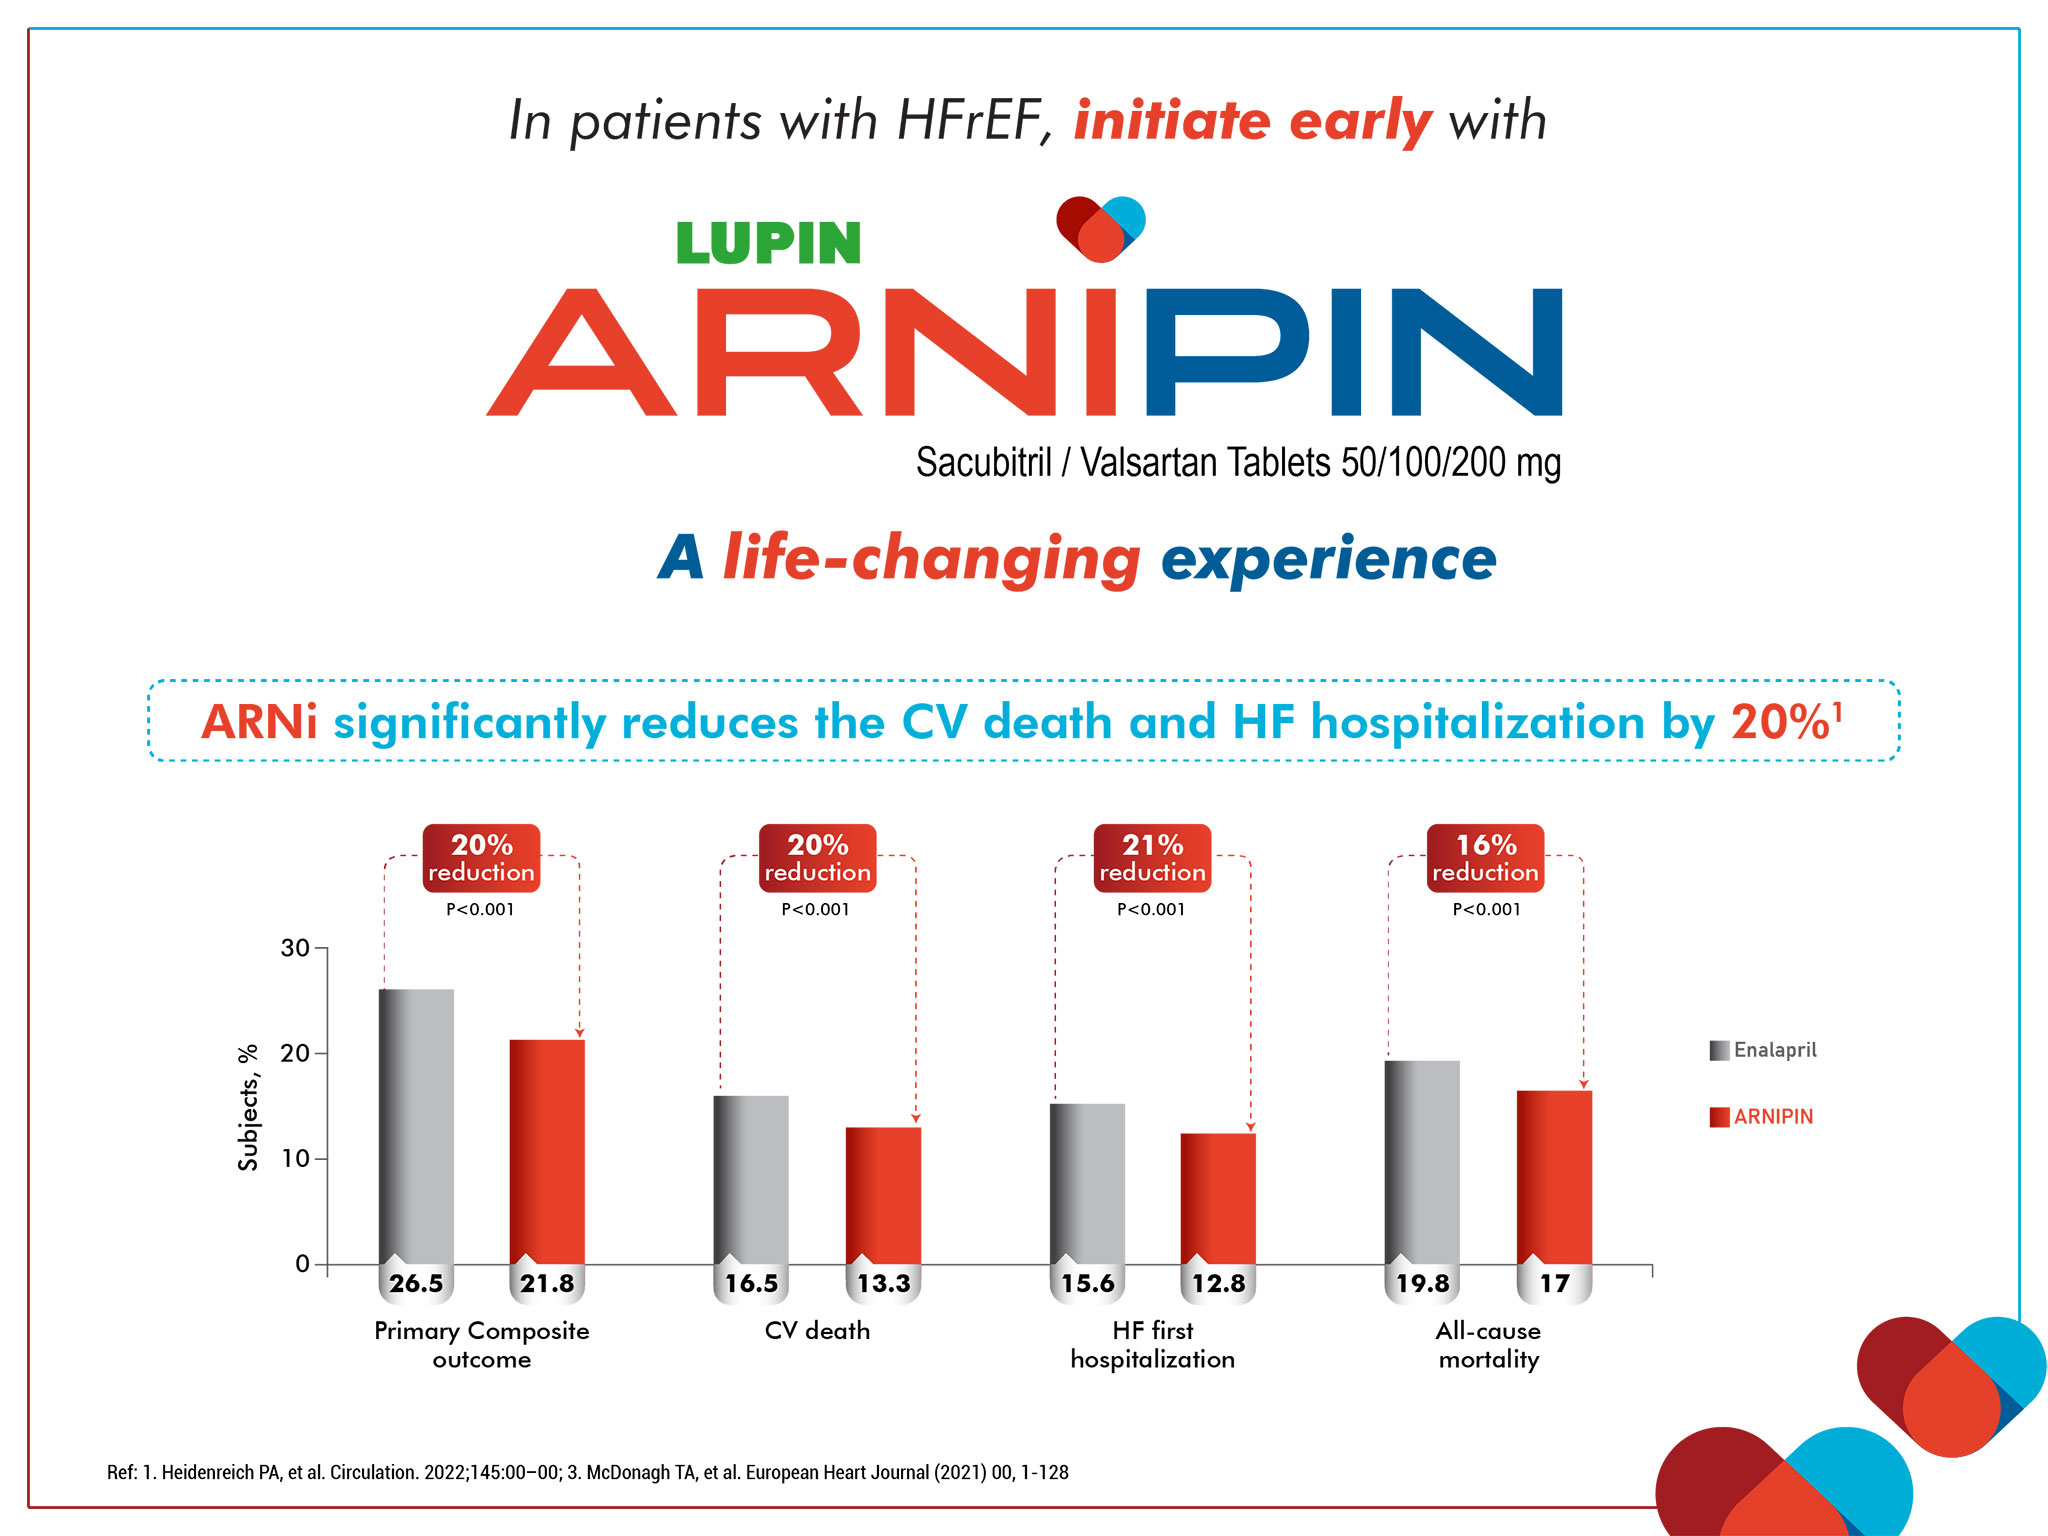 In patients with HFrEF, initiate early with
LUPIN
ARNiPIN
Sacubitril / Valsartan Tablets 50/100/200 mg
A life-changing experience
ARNi significantly reduces the CV death and HF hospitalization by 20%¹
20% reduction
P<0.001
20% reduction
P<0.001
21% reduction
P<0.001
16% reduction
P<0.001
Subjects, %
30
20
10
0
26.5 21.8 16.5 13.3 15.6 12.8 19.8 17
Primary Composite outcome
CV death
HF first hospitalization
All-cause mortality
Enalapril
ARNIPIN
Ref: 1. Heidenreich PA, et al. Circulation. 2022;145:00–00; 3. McDonagh TA, et al. European Heart Journal (2021) 00, 1-128